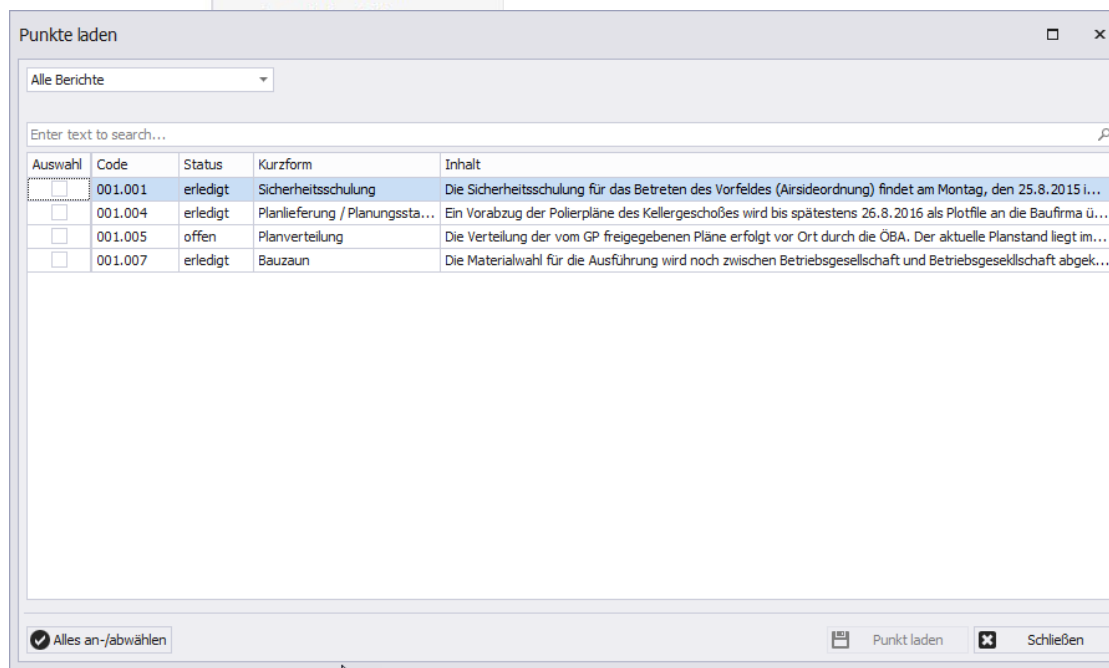 Punkte laden
Alle Berichte
Enter text to search...
Auswahl Code Status Kurzform Inhalt
001.001 erledigt Sicherheitsschulung Die Sicherheitsschulung für das Betreten des Vorfeldes (Airsideordnung) findet am Montag, den 25.8.2015 i...
001.004 erledigt Planlieferung / Planungssta... Ein Vorabzug der Polierpläne des Kellergeschoßes wird bis spätestens 26.8.2016 als Plotfile an die Baufirma ü...
001.005 offen Planverteilung Die Verteilung der vom GP freigegebenen Pläne erfolgt vor Ort durch die ÖBA. Der aktuelle Planstand liegt im...
001.007 erledigt Bauzaun Die Materialwahl für die Ausführung wird noch zwischen Betriebsgesellschaft und Betriebsgesekllschaft abgek...
Alles an-/abwählen Punkt laden Schließen